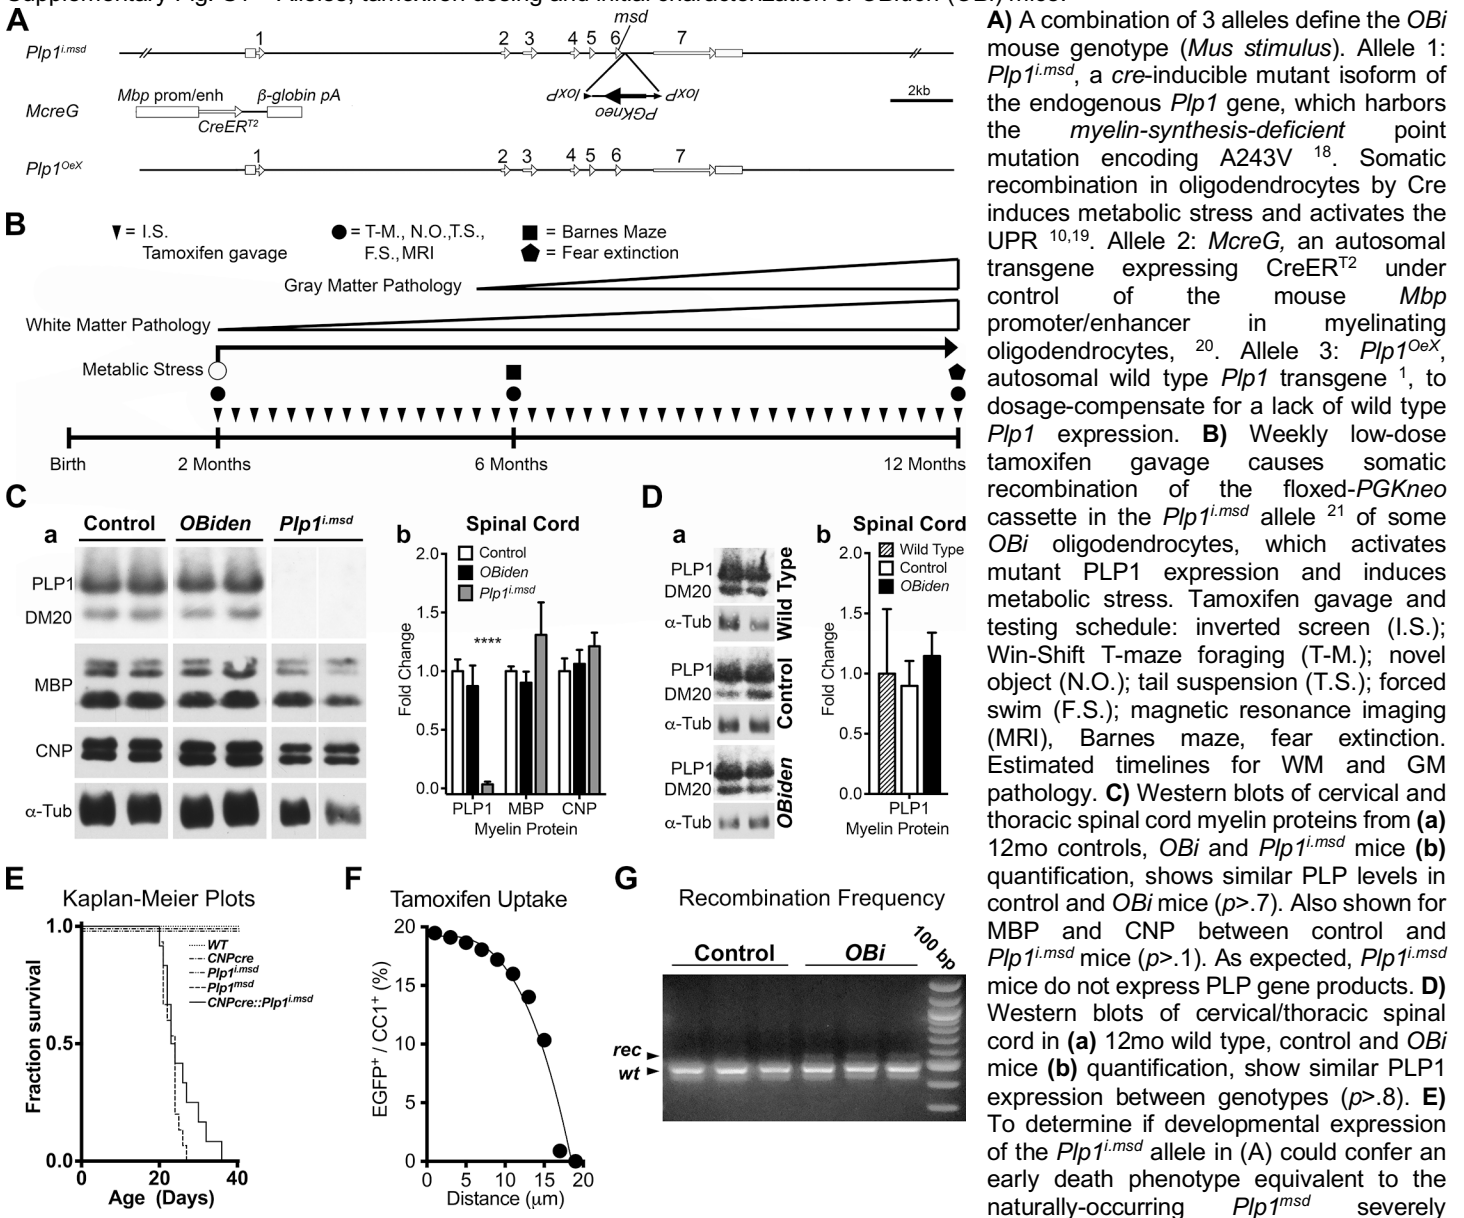 A
msd
Plp1i.msd
1
2 3 4 5 6 7
loxP
PGKneo
loxP
2kb
McreG
Mbp prom/enh
β-globin pA
CreERT2
Plp1OeX
1
2 3 4 5 6 7
B
= I.S.
Tamoxifen gavage
= T-M., N.O.,T.S.,
F.S., MRI
= Barnes Maze
= Fear extinction
Gray Matter Pathology
White Matter Pathology
Metablic Stress
Birth
2 Months
6 Months
12 Months
C
a
Control
OBiden
Plp1i.msd
PLP1
DM20
MBP
CNP
α-Tub
b
Spinal Cord
Control
OBiden
Plp1i.msd
****
Fold Change
2.0
1.5
1.0
0.5
0.0
PLP1 MBP CNP
Myelin Protein
D
a
PLP1
DM20
α-Tub
Wild Type
PLP1
DM20
α-Tub
Control
PLP1
DM20
α-Tub
OBiden
b
Spinal Cord
Wild Type
Control
OBiden
Fold Change
2.0
1.5
1.0
0.5
0.0
PLP1
Myelin Protein
E
Kaplan-Meier Plots
WT
CNPcre
Plp1i.msd
Plp1msd
CNPcre::Plp1i.msd
Fraction survival
1.0
0.5
0.0
0 20 40
Age (Days)
F
Tamoxifen Uptake
EGFP+ / CC1+ (%)
20
15
10
5
0
0 5 10 15 20
Distance (μm)
G
Recombination Frequency
Control
OBi
100 bp
rec
wt
A) A combination of 3 alleles define the OBi
mouse genotype (Mus stimulus). Allele 1:
Plp1i.msd, a cre-inducible mutant isoform of
the endogenous Plp1 gene, which harbors
the myelin-synthesis-deficient point
mutation encoding A243V 18. Somatic
recombination in oligodendrocytes by Cre
induces metabolic stress and activates the
UPR 10,19. Allele 2: McreG, an autosomal
transgene expressing CreERT2 under
control of the mouse Mbp
promoter/enhancer in myelinating
oligodendrocytes, 20. Allele 3: Plp1OeX,
autosomal wild type Plp1 transgene 1, to
dosage-compensate for a lack of wild type
Plp1 expression. B) Weekly low-dose
tamoxifen gavage causes somatic
recombination of the floxed-PGKneo
cassette in the Plp1i.msd allele 21 of some
OBi oligodendrocytes, which activates
mutant PLP1 expression and induces
metabolic stress. Tamoxifen gavage and
testing schedule: inverted screen (I.S.);
Win-Shift T-maze foraging (T-M.); novel
object (N.O.); tail suspension (T.S.); forced
swim (F.S.); magnetic resonance imaging
(MRI), Barnes maze, fear extinction.
Estimated timelines for WM and GM
pathology. C) Western blots of cervical and
thoracic spinal cord myelin proteins from (a)
12mo controls, OBi and Plp1i.msd mice (b)
quantification, shows similar PLP levels in
control and OBi mice (p>.7). Also shown for
MBP and CNP between control and
Plp1i.msd mice (p>.1). As expected, Plp1i.msd
mice do not express PLP gene products. D)
Western blots of cervical/thoracic spinal
cord in (a) 12mo wild type, control and OBi
mice (b) quantification, show similar PLP1
expression between genotypes (p>.8). E)
To determine if developmental expression
of the Plp1i.msd allele in (A) could confer an
early death phenotype equivalent to the
naturally-occurring Plp1msd severely